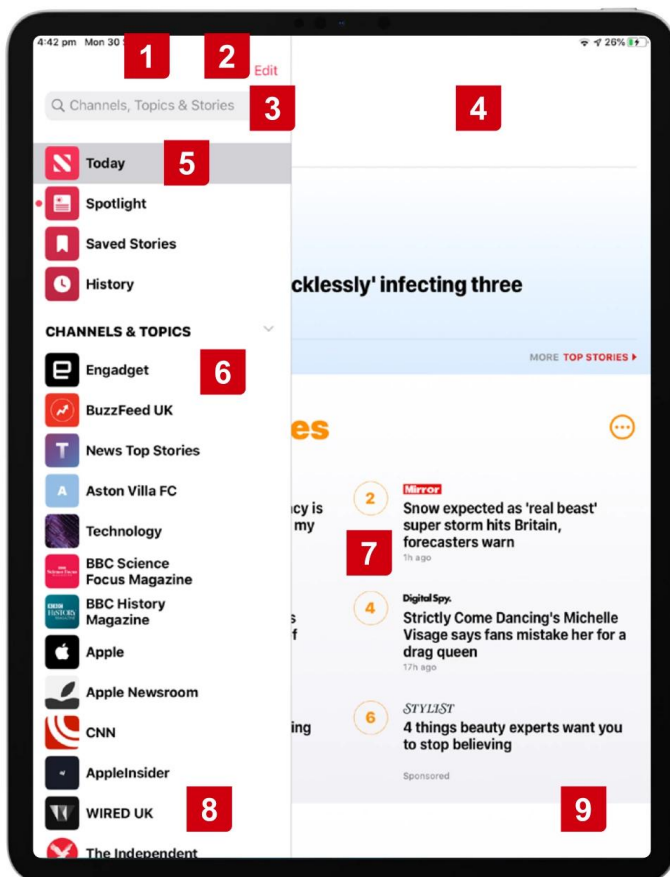 4:42 pm Mon 30
26%
1
2
Edit
Channels, Topics & Stories
3
4
Today
5
Spotlight
Saved Stories
History
cklessly' infecting three
CHANNELS & TOPICS
MORE TOP STORIES
Engadget
6
BuzzFeed UK
es
News Top Stories
Aston Villa FC
Technology
BBC Science
Focus Magazine
BBC History
Magazine
Apple
Apple Newsroom
CNN
AppleInsider
WIRED UK
8
The Independent
cy is
my
s
f
ing
7
2
Mirror
Snow expected as 'real beast'
super storm hits Britain,
forecasters warn
1h ago
4
Digital Spy.
Strictly Come Dancing's Michelle
Visage says fans mistake her for a
drag queen
17h ago
6
STYLIST
4 things beauty experts want you
to stop believing
Sponsored
9